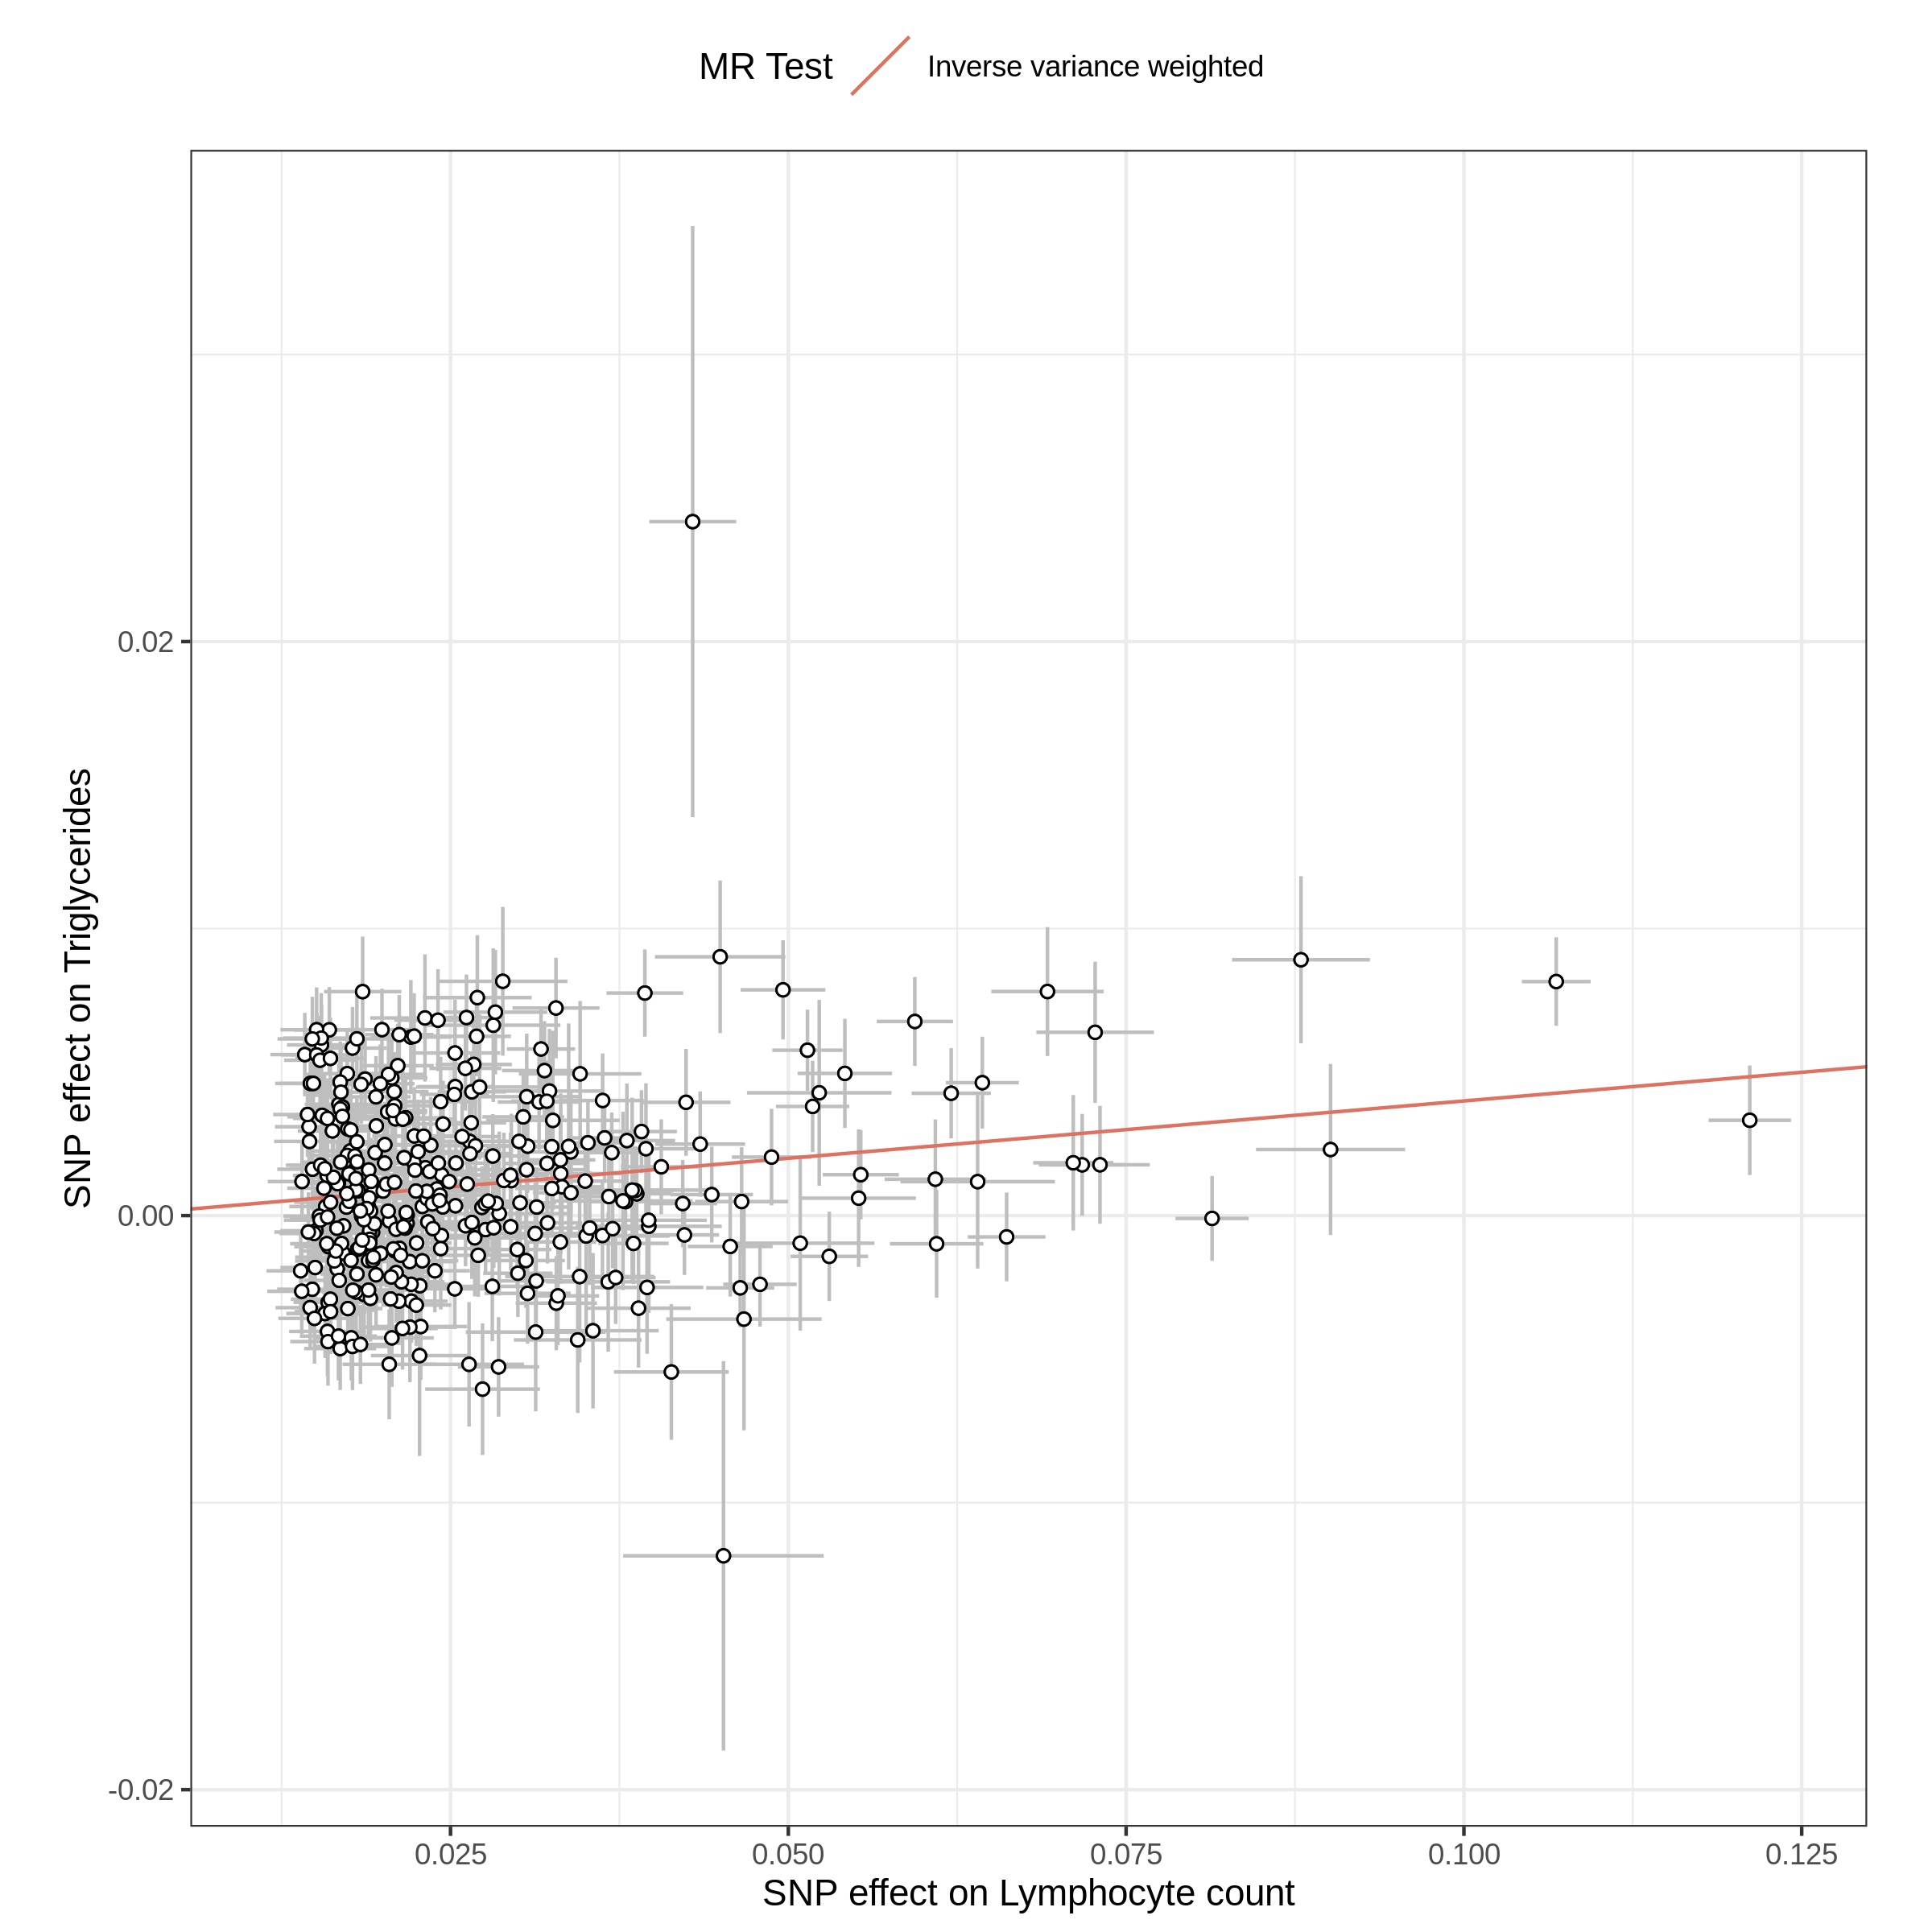 MR Test
Inverse variance weighted
SNP effect on Triglycerides
0.02
0.00
-0.02
0.025
0.050
0.075
0.100
0.125
SNP effect on Lymphocyte count